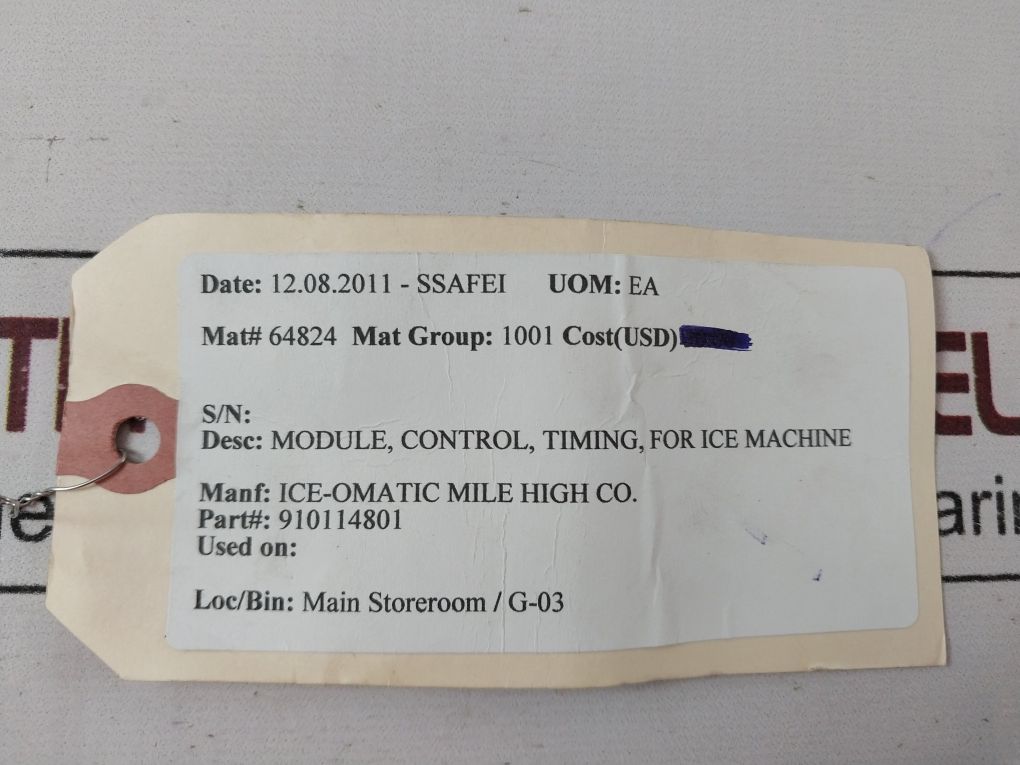 Date: 12.08.2011 - SSAFEI UOM: EA
Mat# 64824 Mat Group: 1001 Cost(USD)
S/N:
Desc: MODULE, CONTROL, TIMING, FOR ICE MACHINE
Manf: ICE-OMATIC MILE HIGH CO.
Part#: 910114801
Used on:
Loc/Bin: Main Storeroom / G-03